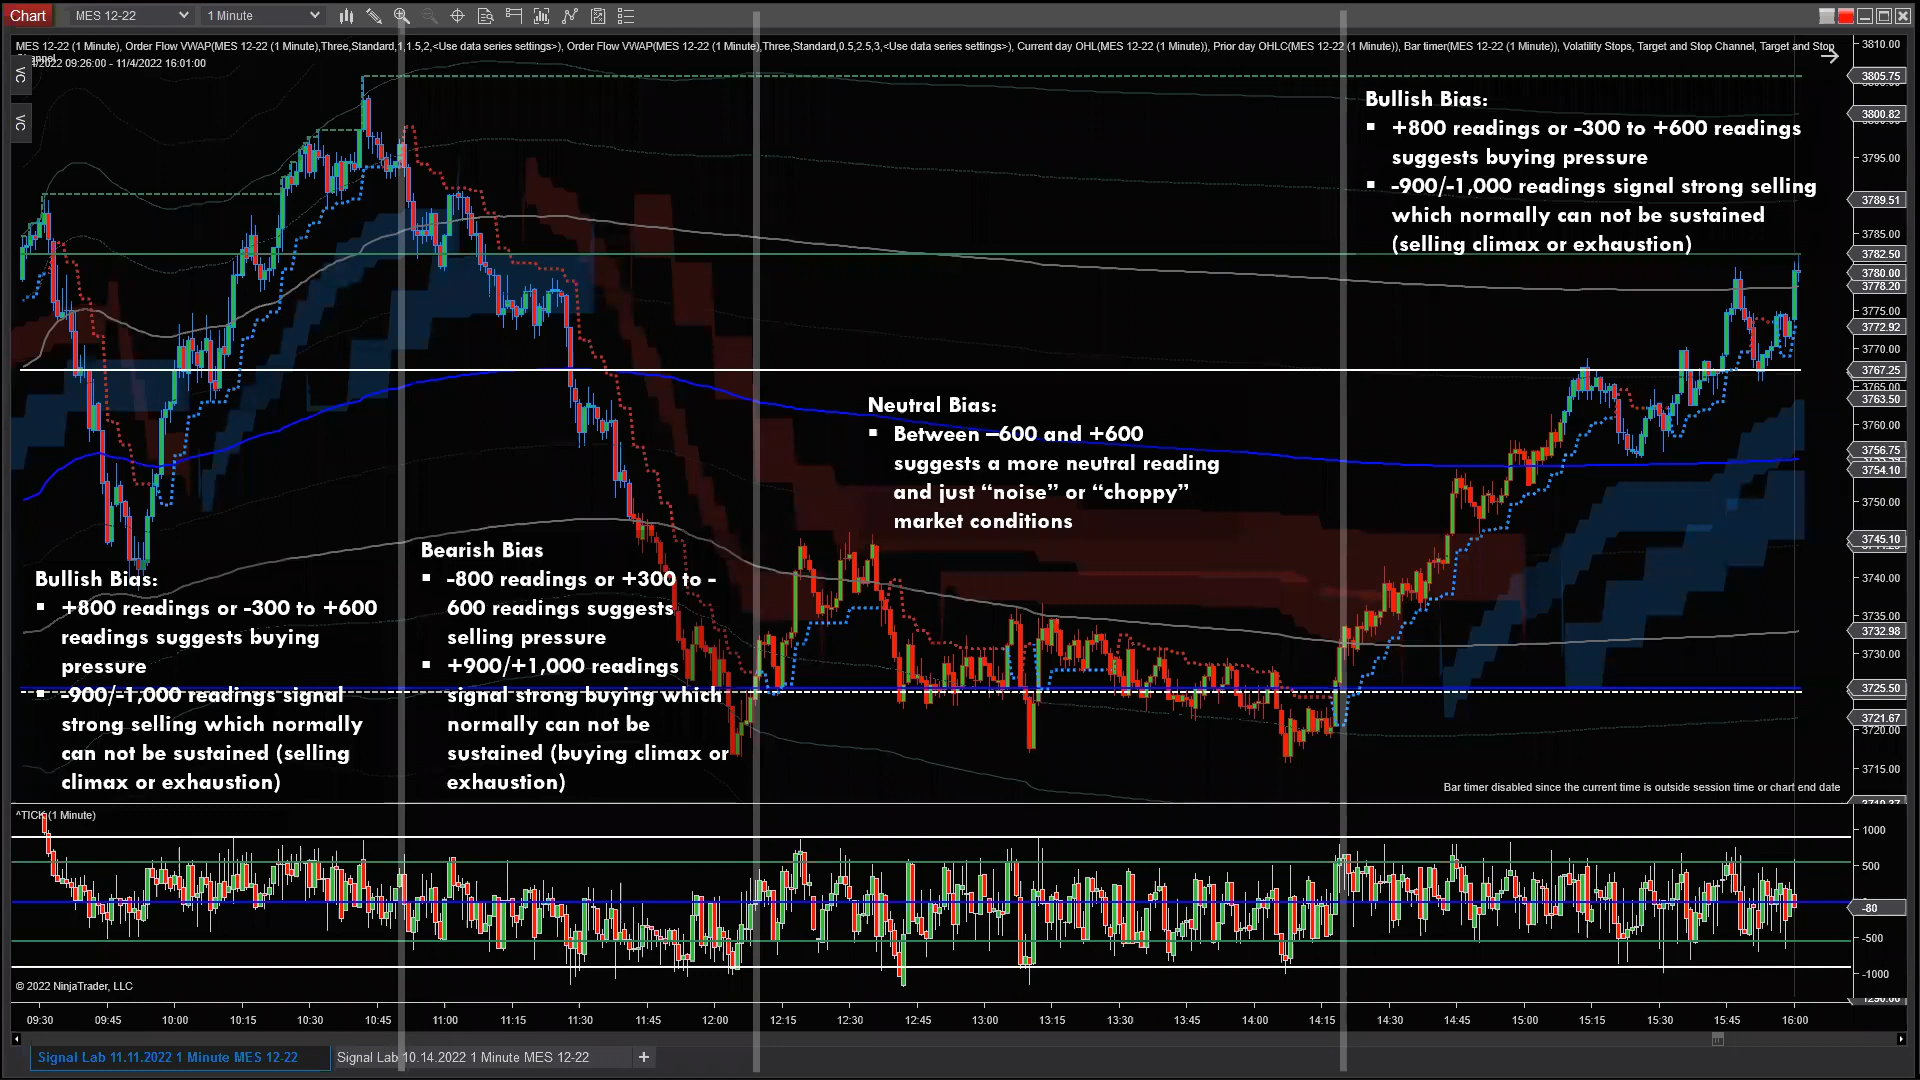 Chart
MES 12-22
1 Minute
MES 12-22 (1 Minute), Order Flow VWAP(MES 12-22 (1 Minute),Three,Standard,1,1.5,2,<Use data series settings>), Order Flow VWAP(MES 12-22 (1 Minute),Three,Standard,0.5,2.5,3,<Use data series settings>), Current day OHL(MES 12-22 (1 Minute)), Prior day OHLC(MES 12-22 (1 Minute)), Bar timer(MES 12-22 (1 Minute)), Volatility Stops, Target and Stop Channel, Target and Stop
/2022 09:26:00 - 11/4/2022 16:01:00
VC
VC
Bullish Bias:
▪ +800 readings or -300 to +600 readings
suggests buying pressure
▪ -900/-1,000 readings signal strong selling
which normally can not be sustained
(selling climax or exhaustion)
Neutral Bias:
▪ Between –600 and +600
suggests a more neutral reading
and just “noise” or “choppy”
market conditions
Bearish Bias
▪ -800 readings or +300 to -
600 readings suggests
selling pressure
▪ +900/+1,000 readings
signal strong buying which
normally can not be
sustained (buying climax or
exhaustion)
Bullish Bias:
▪ +800 readings or -300 to +600
readings suggests buying
pressure
▪ -900/-1,000 readings signal
strong selling which normally
can not be sustained (selling
climax or exhaustion)
3810.00
3805.75
3800.82
3795.00
3789.51
3785.00
3782.50
3780.00
3778.20
3775.00
3772.92
3770.00
3767.25
3765.00
3763.50
3760.00
3756.75
3754.10
3750.00
3745.10
3740.00
3735.00
3732.98
3730.00
3725.50
3721.67
3720.00
3715.00
Bar timer disabled since the current time is outside session time or chart end date
^TICK (1 Minute)
1000
500
-80
-500
-1000
© 2022 NinjaTrader, LLC
09:30 09:45 10:00 10:15 10:30 10:45 11:00 11:15 11:30 11:45 12:00 12:15 12:30 12:45 13:00 13:15 13:30 13:45 14:00 14:15 14:30 14:45 15:00 15:15 15:30 15:45 16:00
Signal Lab 11.11.2022 1 Minute MES 12-22
Signal Lab 10.14.2022 1 Minute MES 12-22
+